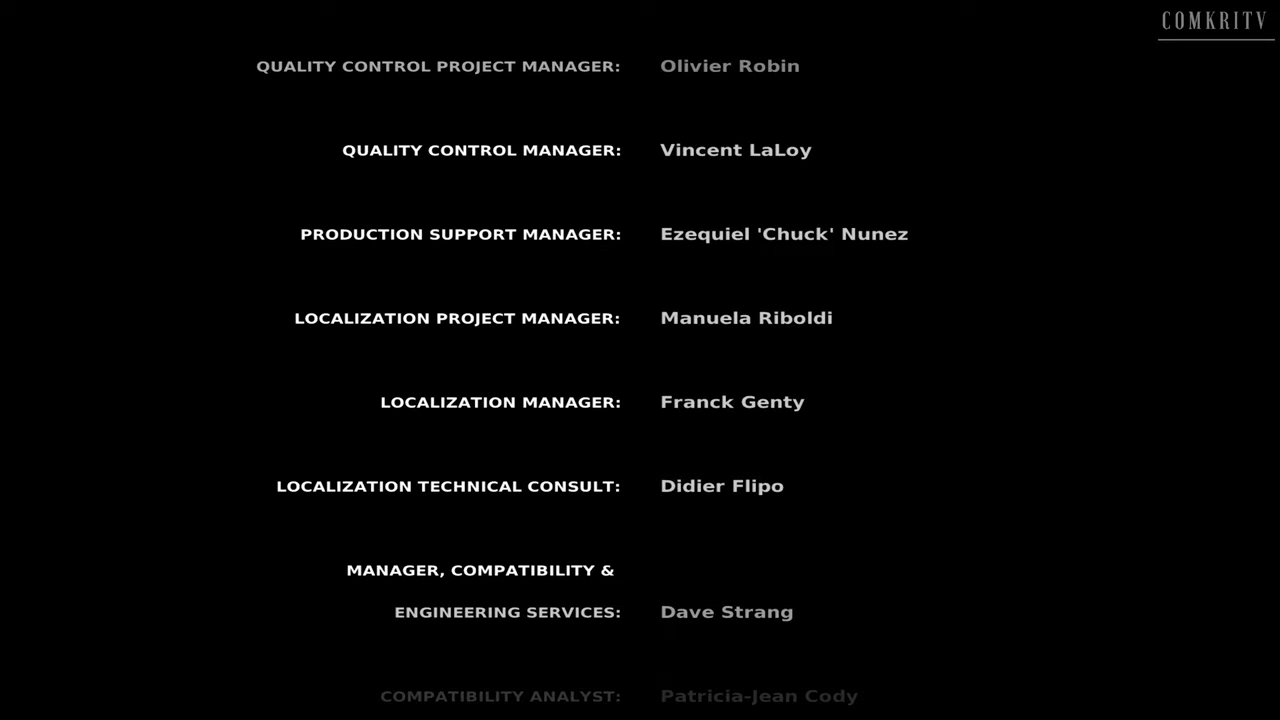 COMKRITV
QUALITY CONTROL PROJECT MANAGER: Olivier Robin
QUALITY CONTROL MANAGER: Vincent LaLoy
PRODUCTION SUPPORT MANAGER: Ezequiel 'Chuck' Nunez
LOCALIZATION PROJECT MANAGER: Manuela Riboldi
LOCALIZATION MANAGER: Franck Genty
LOCALIZATION TECHNICAL CONSULT: Didier Flipo
MANAGER, COMPATIBILITY &
ENGINEERING SERVICES: Dave Strang
COMPATIBILITY ANALYST: Patricia-Jean Cody